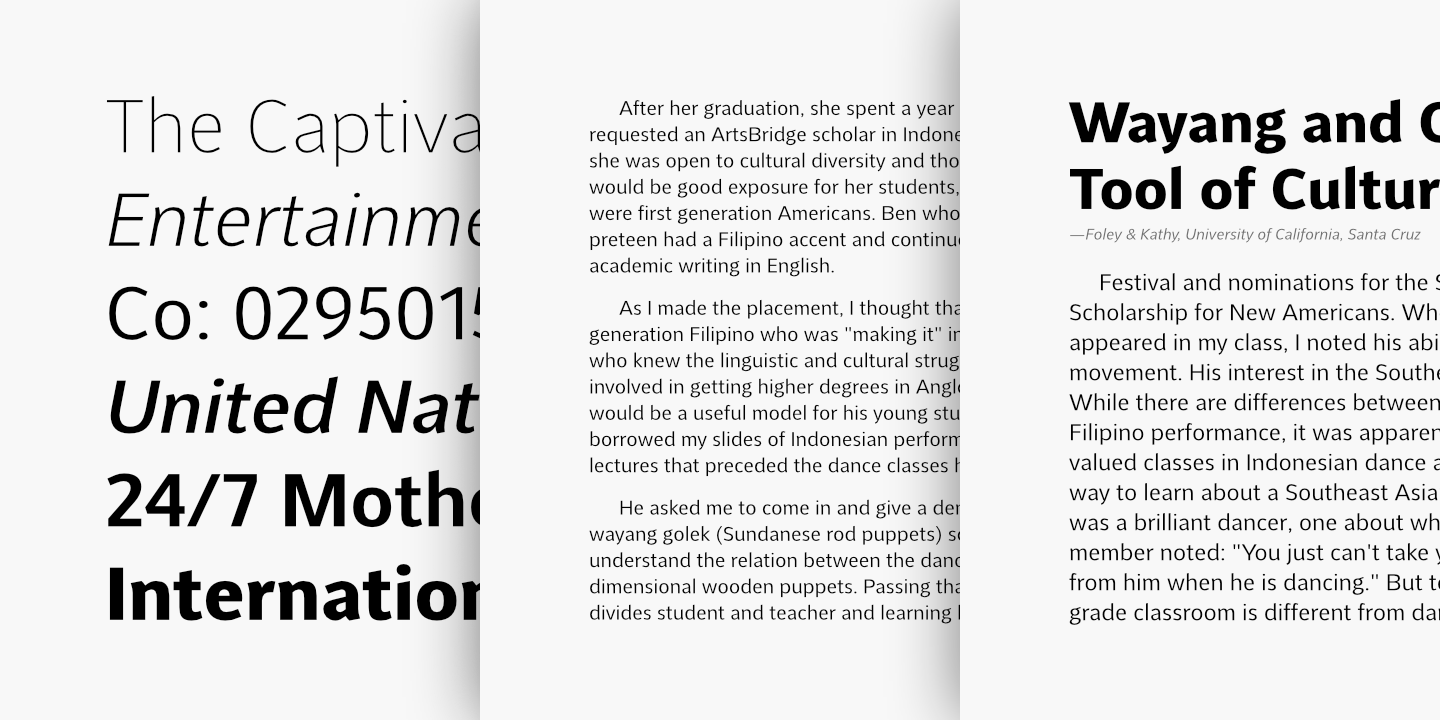 The Captiva
Entertainme
Co: 029501
United Nat
24/7 Moth
Internation
After her graduation, she spent a year
requested an ArtsBridge scholar in Indone
she was open to cultural diversity and tho
would be good exposure for her students,
were first generation Americans. Ben who
preteen had a Filipino accent and continu
academic writing in English.
As I made the placement, I thought tha
generation Filipino who was "making it" in
who knew the linguistic and cultural strug
involved in getting higher degrees in Angl
would be a useful model for his young stu
borrowed my slides of Indonesian perform
lectures that preceded the dance classes h
He asked me to come in and give a de
wayang golek (Sundanese rod puppets) s
understand the relation between the danc
dimensional wooden puppets. Passing tha
divides student and teacher and learning
Wayang and
Tool of Cultur
—Foley & Kathy, University of California, Santa Cruz
Festival and nominations for the S
Scholarship for New Americans. Wh
appeared in my class, I noted his abi
movement. His interest in the Southe
While there are differences between
Filipino performance, it was apparen
valued classes in Indonesian dance a
way to learn about a Southeast Asia
was a brilliant dancer, one about wh
member noted: "You just can't take y
from him when he is dancing." But t
grade classroom is different from da